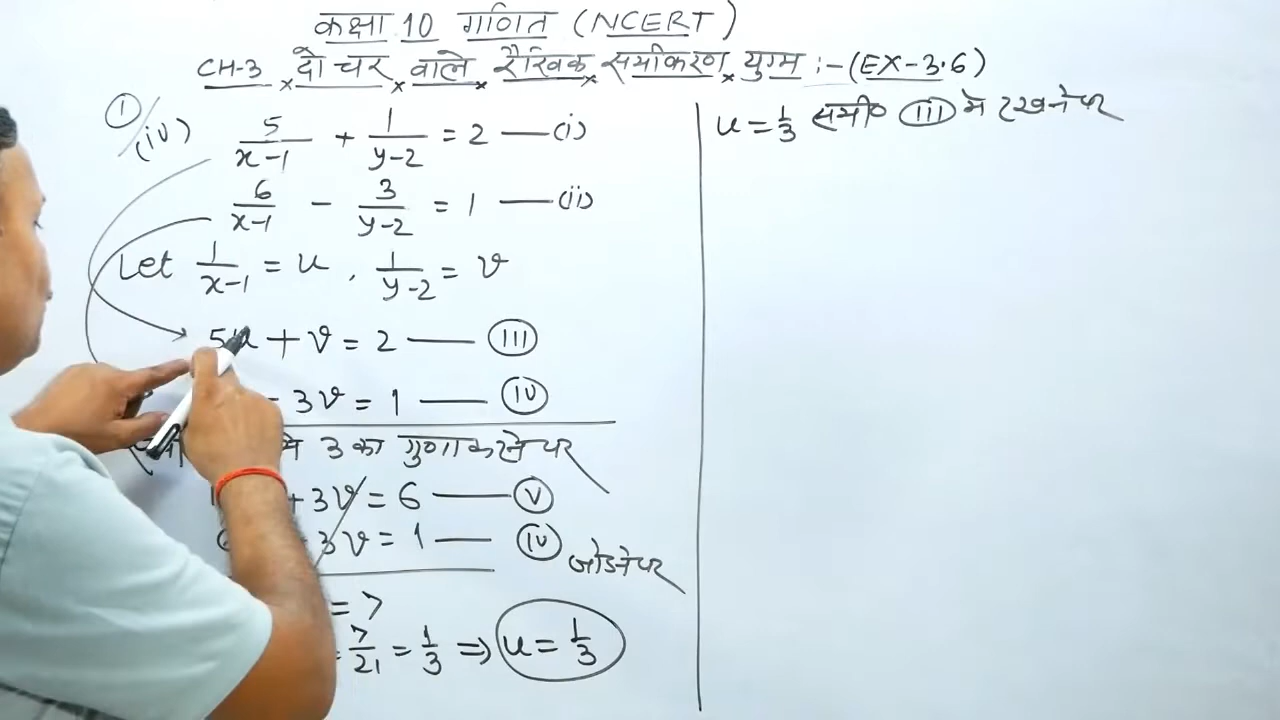 कक्षा 10 गणित (NCERT)
CH-3 × दो चर × वाले × रैखिक × समीकरण × युग्म :- (EX-3.6)
① / (iv)
5/(x-1) + 1/(y-2) = 2 —(i)
6/(x-1) - 3/(y-2) = 1 —(ii)
Let 1/(x-1) = u , 1/(y-2) = v
5u + v = 2 — (III)
- 3v = 1 — (IV)
3 का गुणा करने पर
+ 3v = 6 — (V)
- 3v = 1 — (IV)
जोडने पर
= 7
= 7/21 = 1/3 ⇒ u = 1/3
u = 1/3 समी० (III) मे रखने पर